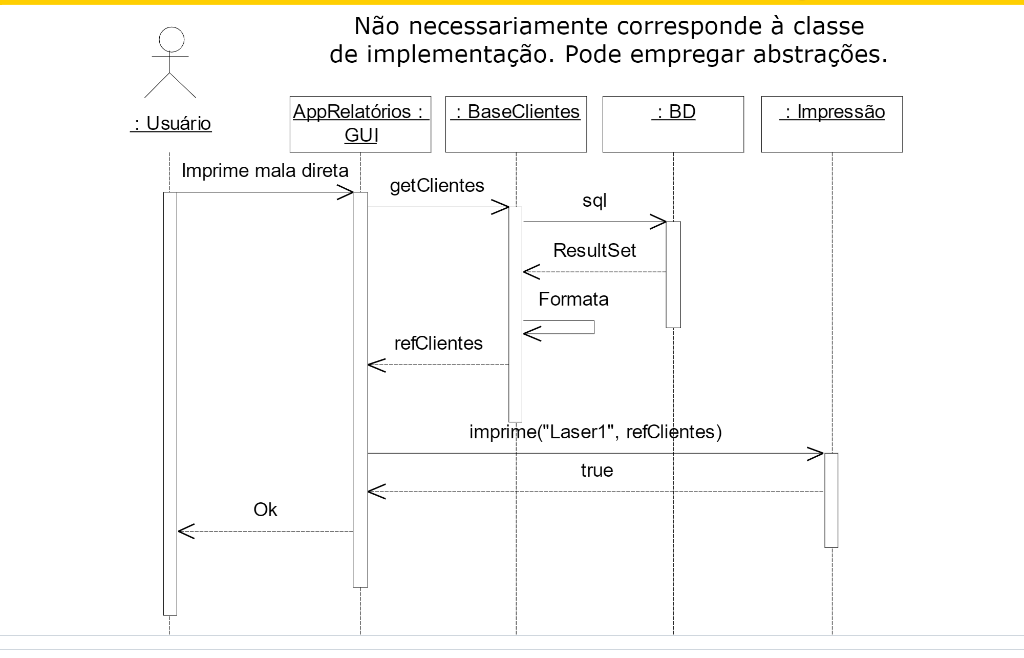 Não necessariamente corresponde à classe
de implementação. Pode empregar abstrações.
: Usuário
AppRelatórios :
GUI
: BaseClientes
: BD
: Impressão
Imprime mala direta
getClientes
sql
ResultSet
Formata
refClientes
imprime("Laser1", refClientes)
true
Ok